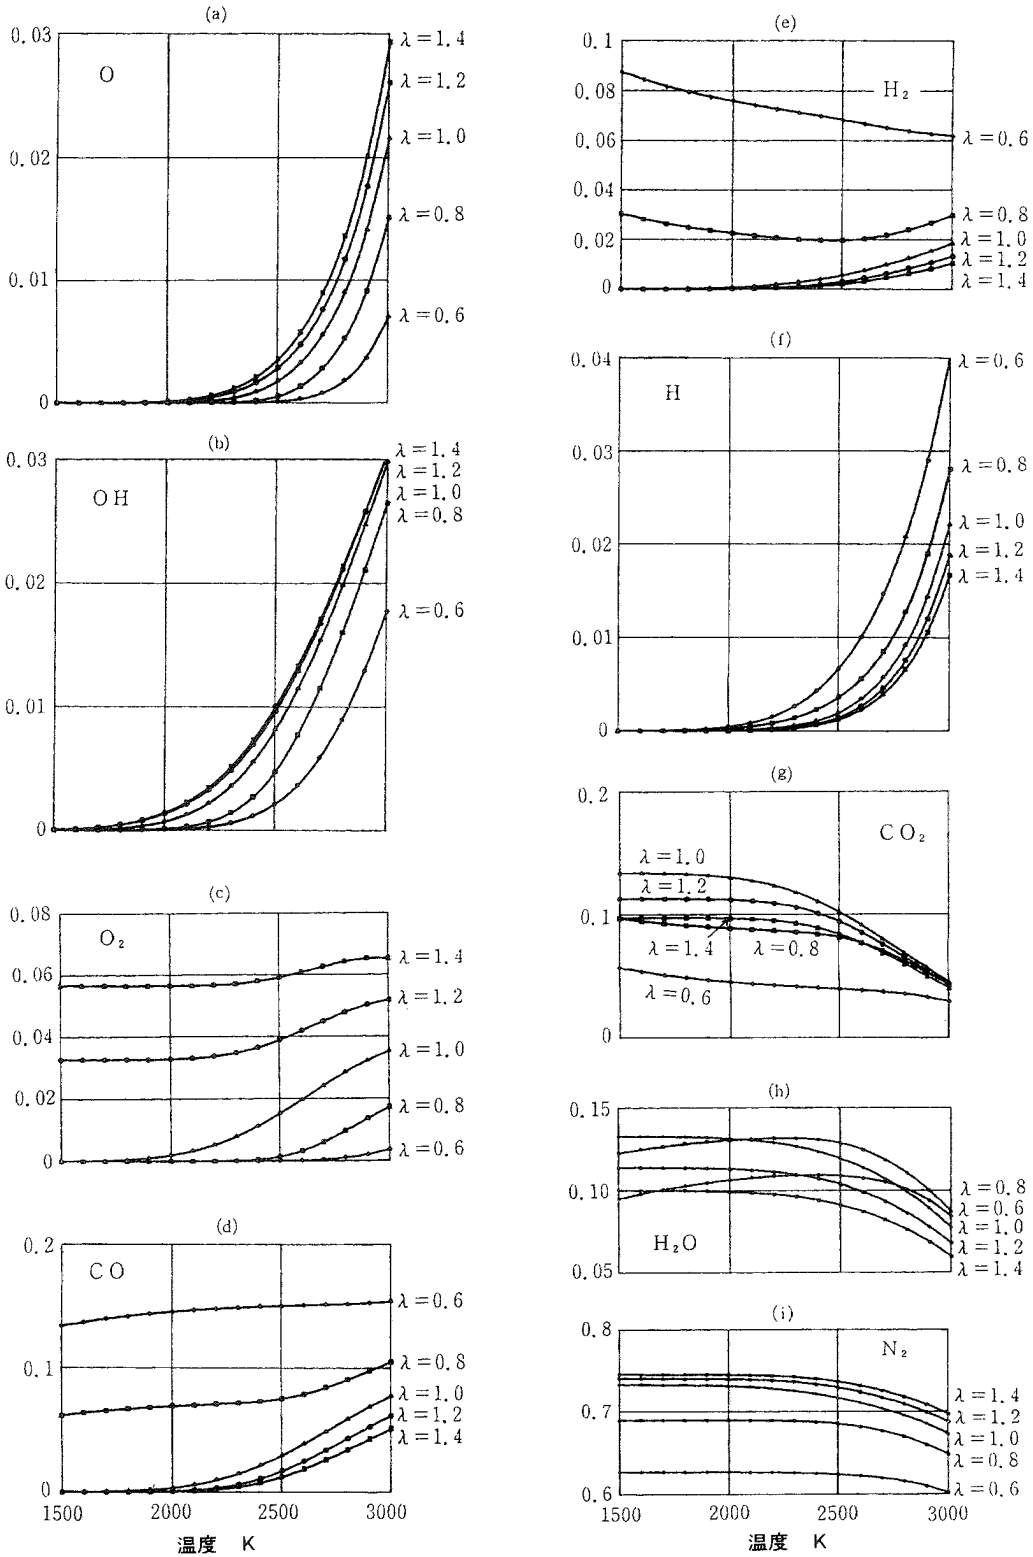 (a)
0.03
0.02
0.01
0
O
λ=1.4
λ=1.2
λ=1.0
λ=0.8
λ=0.6
(b)
0.03
0.02
0.01
0
OH
λ=1.4
λ=1.2
λ=1.0
λ=0.8
λ=0.6
(c)
0.08
0.06
0.04
0.02
0
O₂
λ=1.4
λ=1.2
λ=1.0
λ=0.8
λ=0.6
(d)
0.2
0.1
0
CO
λ=0.6
λ=0.8
λ=1.0
λ=1.2
λ=1.4
1500 2000 2500 3000
温度 K
(e)
0.1
0.08
0.06
0.04
0.02
0
H₂
λ=0.6
λ=0.8
λ=1.0
λ=1.2
λ=1.4
(f)
0.04
0.03
0.02
0.01
0
H
λ=0.6
λ=0.8
λ=1.0
λ=1.2
λ=1.4
(g)
0.2
0.1
0
CO₂
λ=1.0
λ=1.2
λ=1.4 λ=0.8
λ=0.6
(h)
0.15
0.10
0.05
H₂O
λ=0.8
λ=0.6
λ=1.0
λ=1.2
λ=1.4
(i)
0.8
0.7
0.6
N₂
λ=1.4
λ=1.2
λ=1.0
λ=0.8
λ=0.6
1500 2000 2500 3000
温度 K